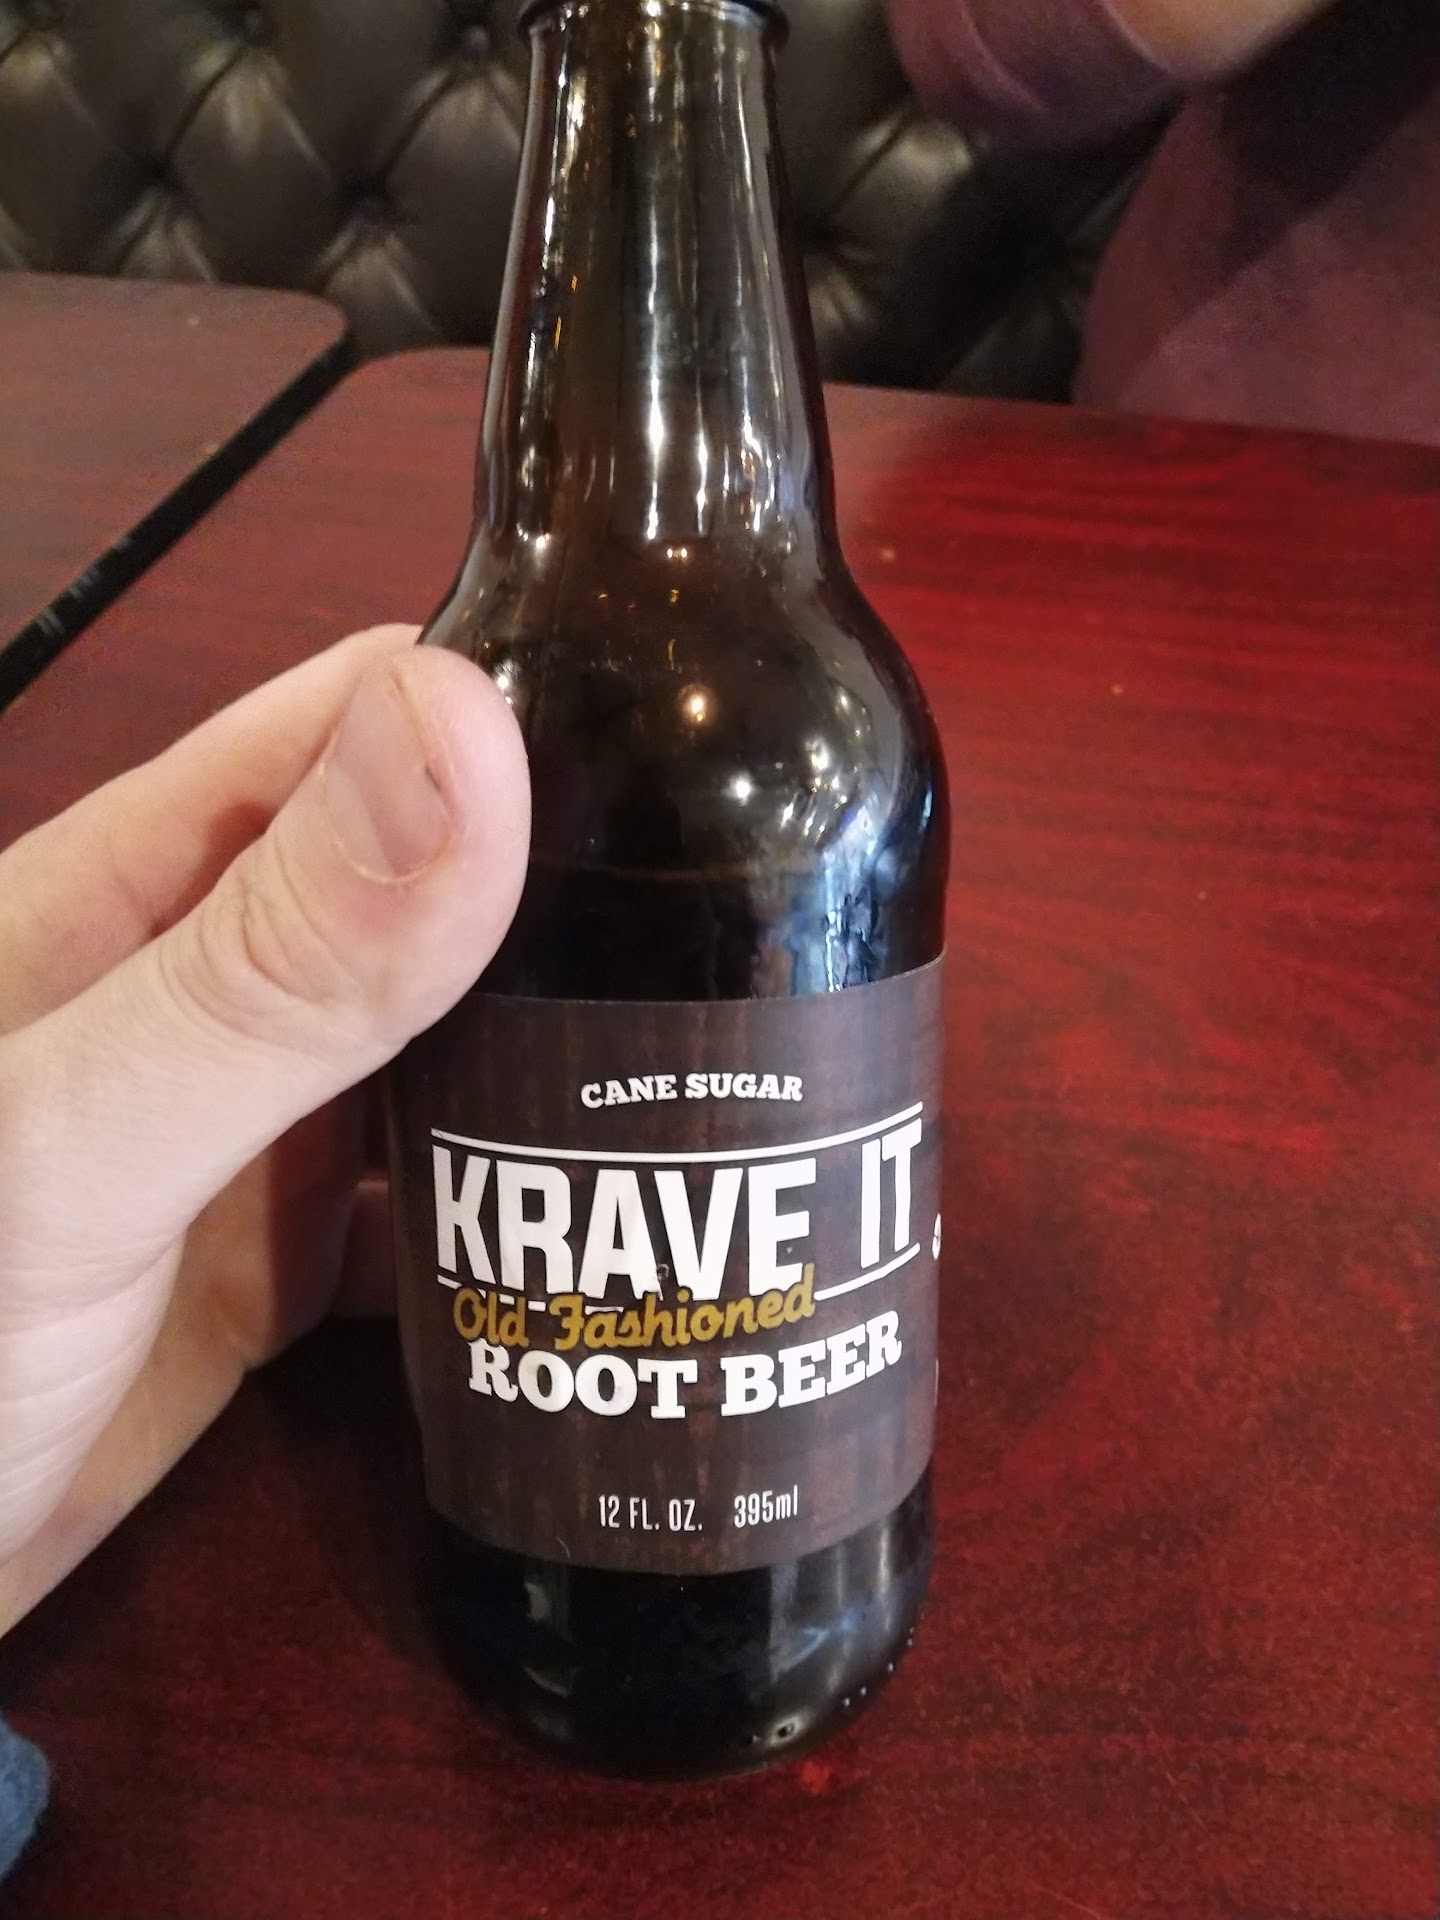 CANE SUGAR
KRAVE IT
Old Fashioned
ROOT BEER
12 FL. OZ. 395ml